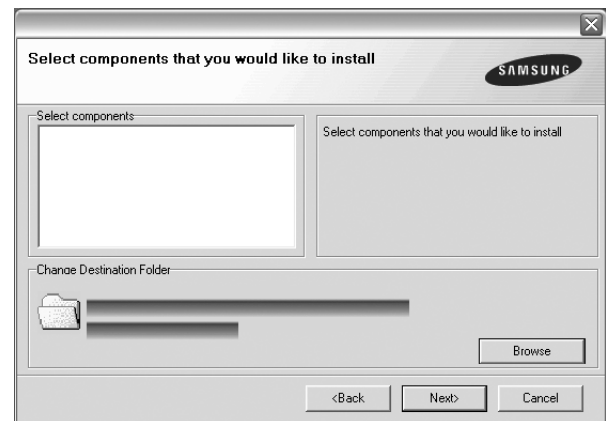 Select components that you would like to install
SAMSUNG
Select components
Select components that you would like to install
Change Destination Folder
Browse
<Back
Next>
Cancel